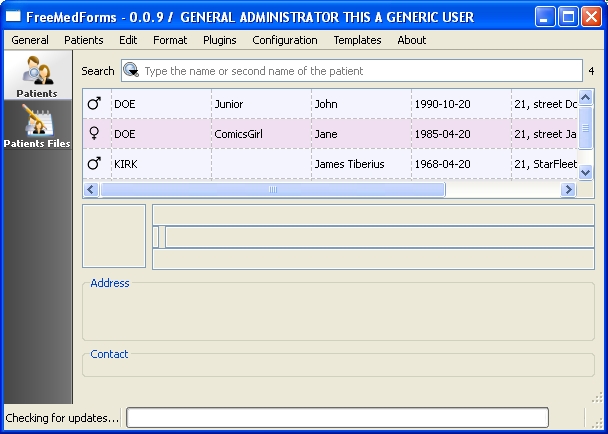 FreeMedForms - 0.0.9 / GENERAL ADMINISTRATOR THIS A GENERIC USER
General Patients Edit Format Plugins Configuration Templates About
Patients
Patients Files
Search Type the name or second name of the patient 4
DOE Junior John 1990-10-20 21, street Do
DOE ComicsGirl Jane 1985-04-20 21, street Ja
KIRK James Tiberius 1968-04-20 21, StarFleet
Address
Contact
Checking for updates...